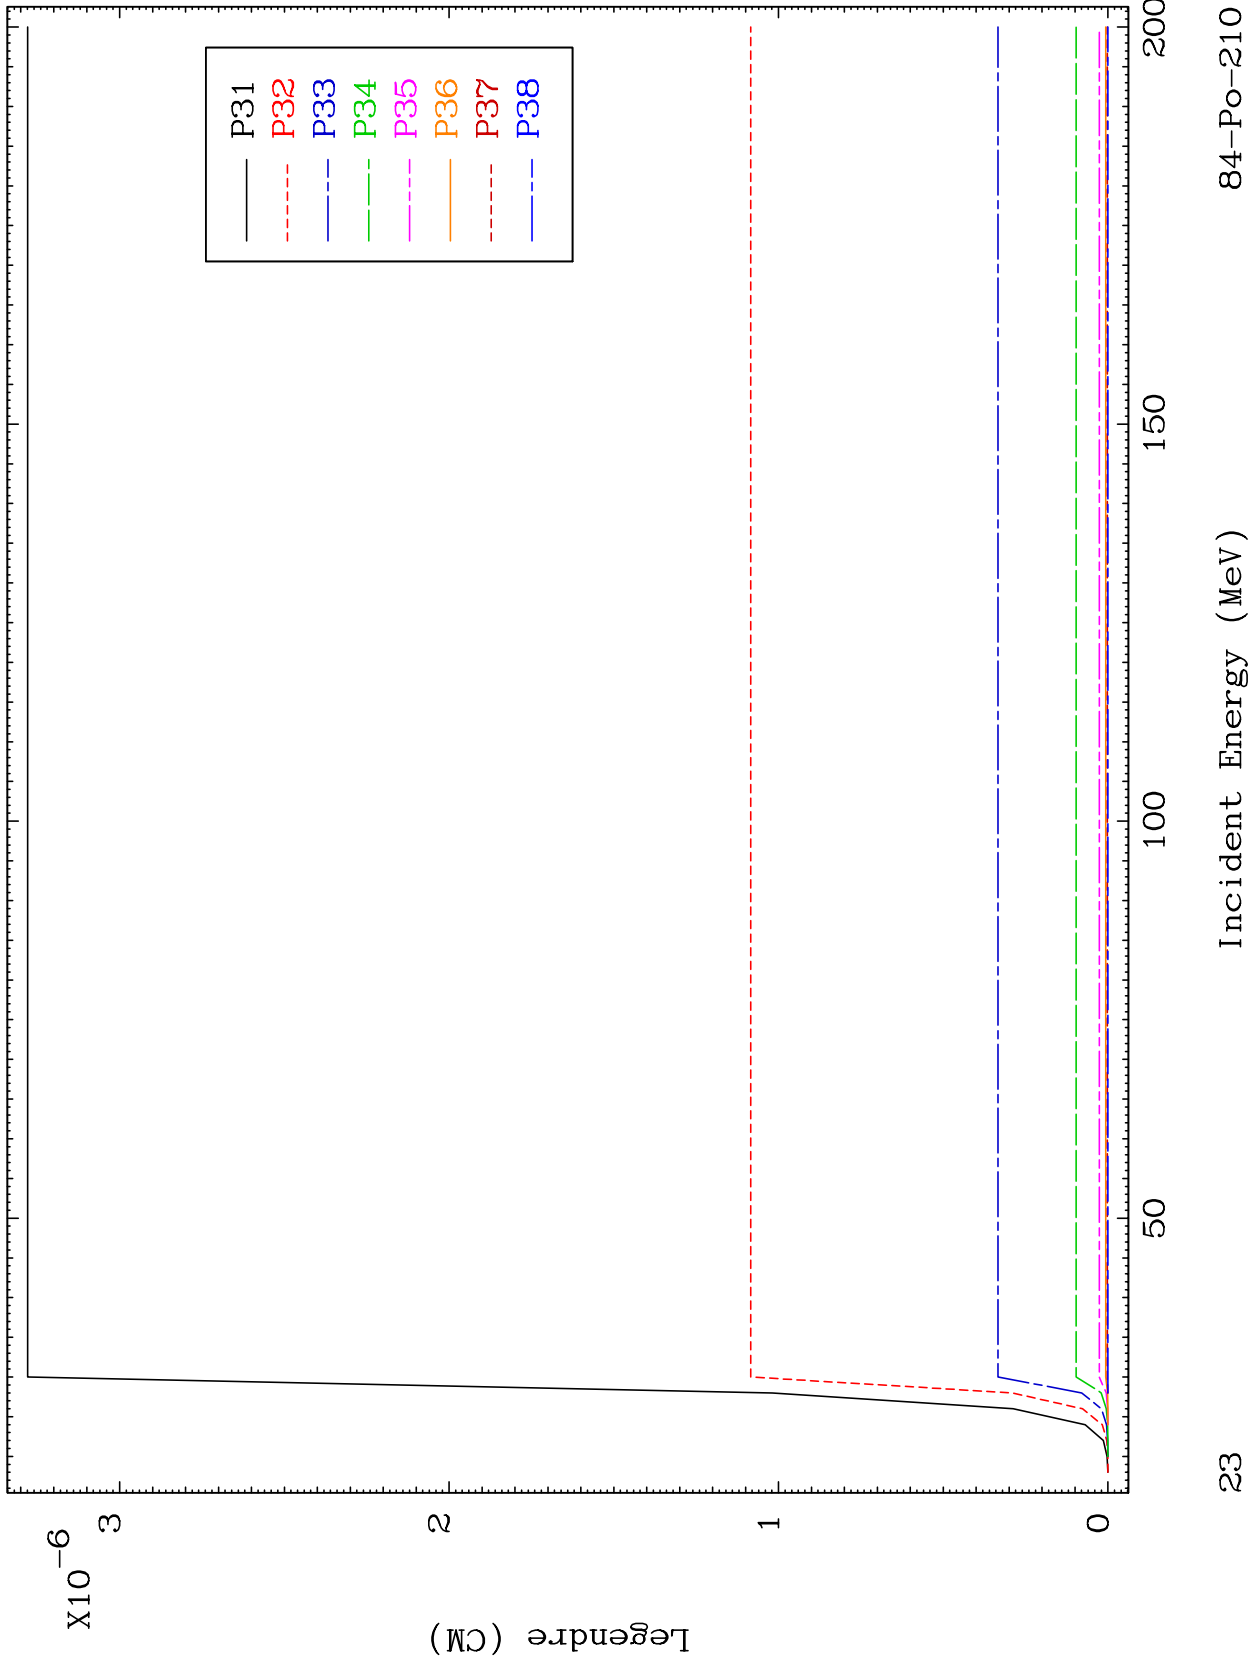 X10-6
3
2
1
0
Legendre (CM)
P31
P32
P33
P34
P35
P36
P37
P38
50
100
150
200
23
Incident Energy (MeV)
84-Po-210